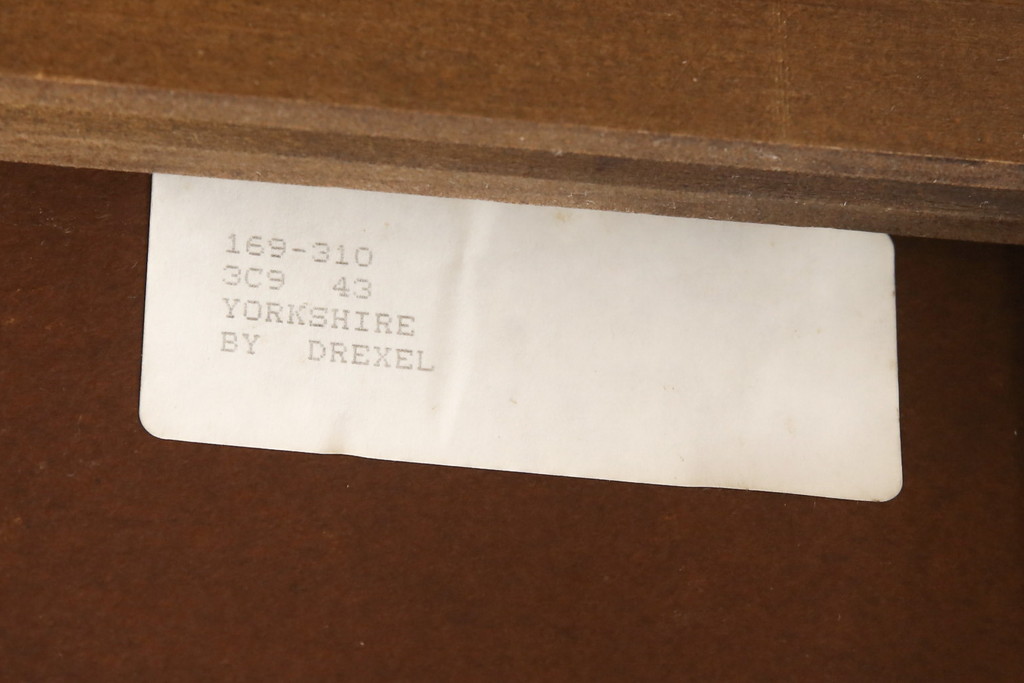 169-310
3C9 43
YORKSHIRE
BY DREXEL